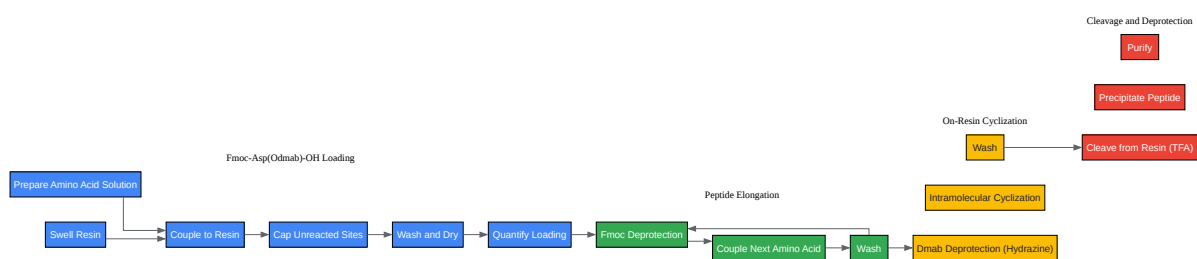 Cleavage and Deprotection
Purify
Precipitate Peptide
On-Resin Cyclization
Wash
Cleave from Resin (TFA)
Fmoc-Asp(Odmab)-OH Loading
Prepare Amino Acid Solution
Peptide Elongation
Intramolecular Cyclization
Swell Resin
Couple to Resin
Cap Unreacted Sites
Wash and Dry
Quantify Loading
Fmoc Deprotection
Couple Next Amino Acid
Wash
Dmab Deprotection (Hydrazine)